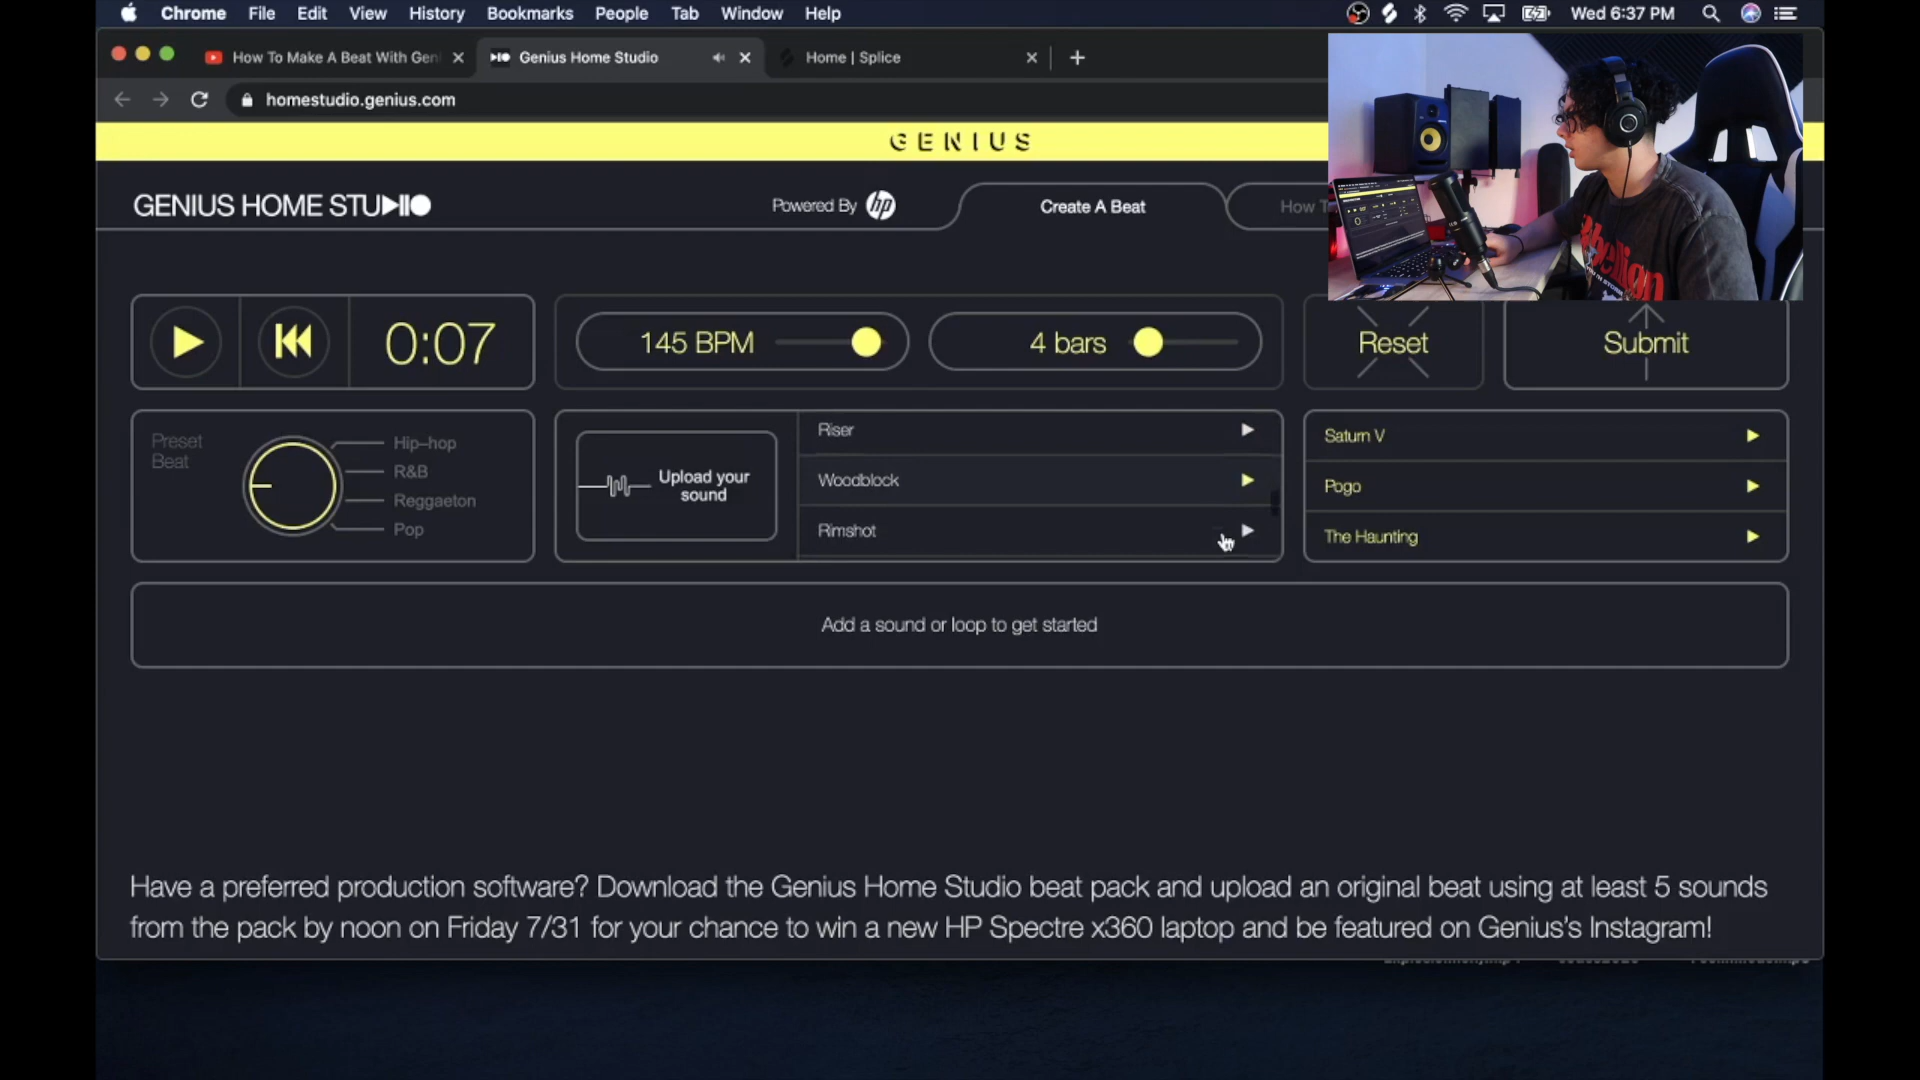 Chrome File Edit View History Bookmarks People Tab Window Help Wed 6:37 PM
How To Make A Beat With Geni Genius Home Studio Home | Splice
homestudio.genius.com
GENIUS
GENIUS HOME STUDIO Powered By hp Create A Beat How T
0:07 145 BPM 4 bars Reset Submit
Preset
Beat
Hip-hop
R&B
Reggaeton
Pop
Upload your
sound
Riser
Woodblock
Rimshot
Saturn V
Pogo
The Haunting
Add a sound or loop to get started
Have a preferred production software? Download the Genius Home Studio beat pack and upload an original beat using at least 5 sounds
from the pack by noon on Friday 7/31 for your chance to win a new HP Spectre x360 laptop and be featured on Genius's Instagram!